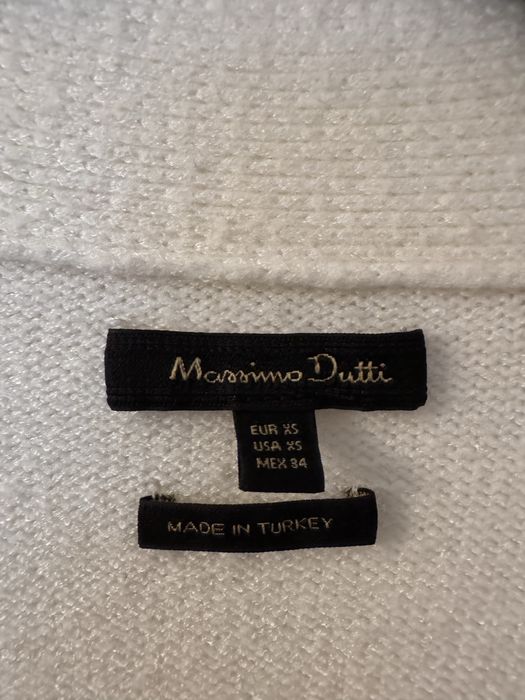 Massimo Dutti
EUR XS
USA XS
MEX 34
MADE IN TURKEY